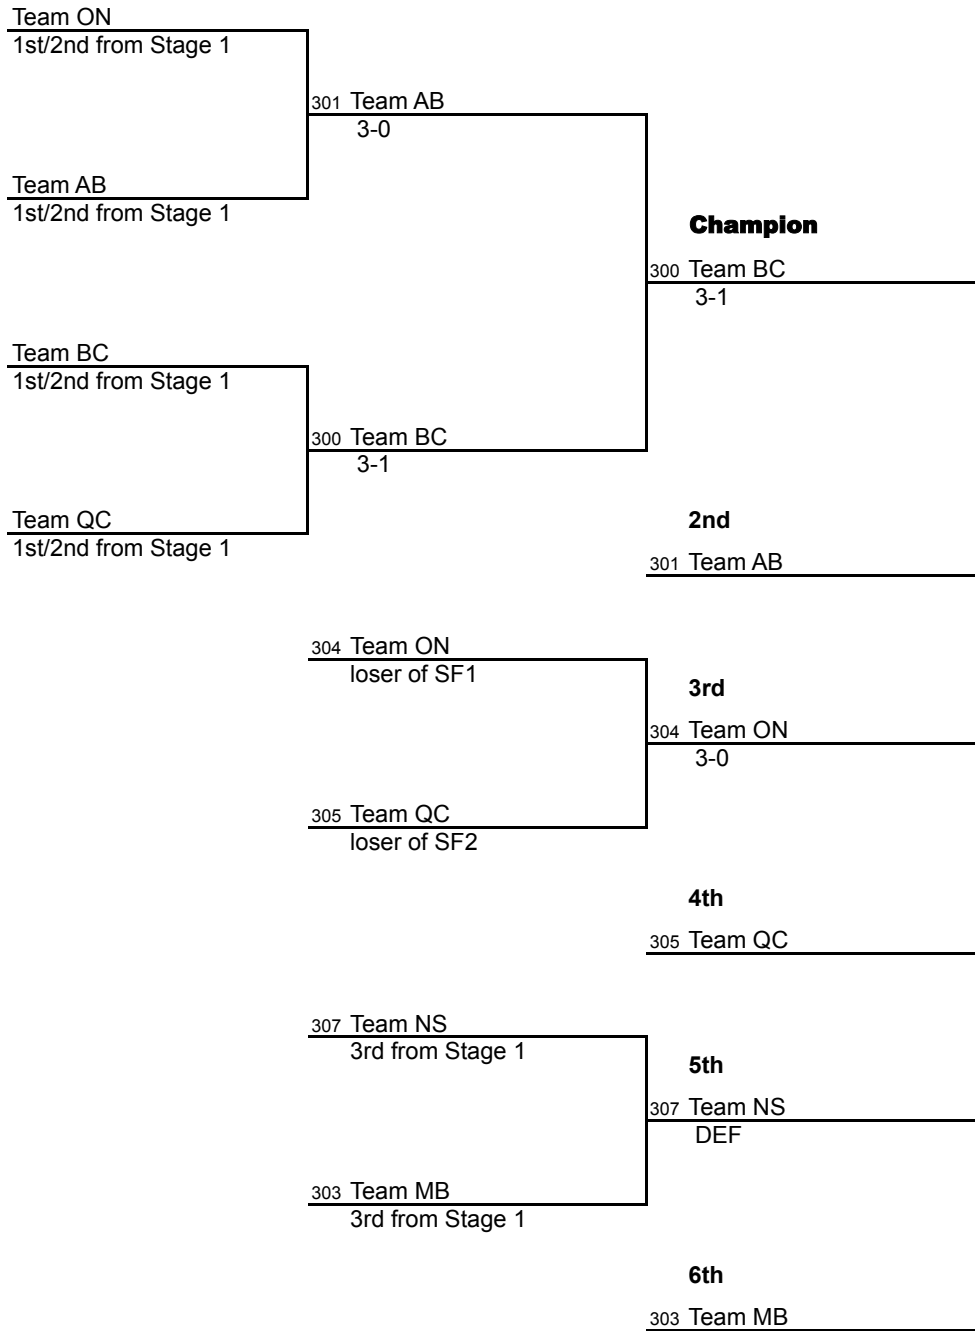 Team ON
1st/2nd from Stage 1
301 Team AB
3-0
Team AB
1st/2nd from Stage 1
Champion
300 Team BC
3-1
Team BC
1st/2nd from Stage 1
300 Team BC
3-1
Team QC
1st/2nd from Stage 1
2nd
301 Team AB
304 Team ON
loser of SF1
3rd
304 Team ON
3-0
305 Team QC
loser of SF2
4th
305 Team QC
307 Team NS
3rd from Stage 1
5th
307 Team NS
DEF
303 Team MB
3rd from Stage 1
6th
303 Team MB